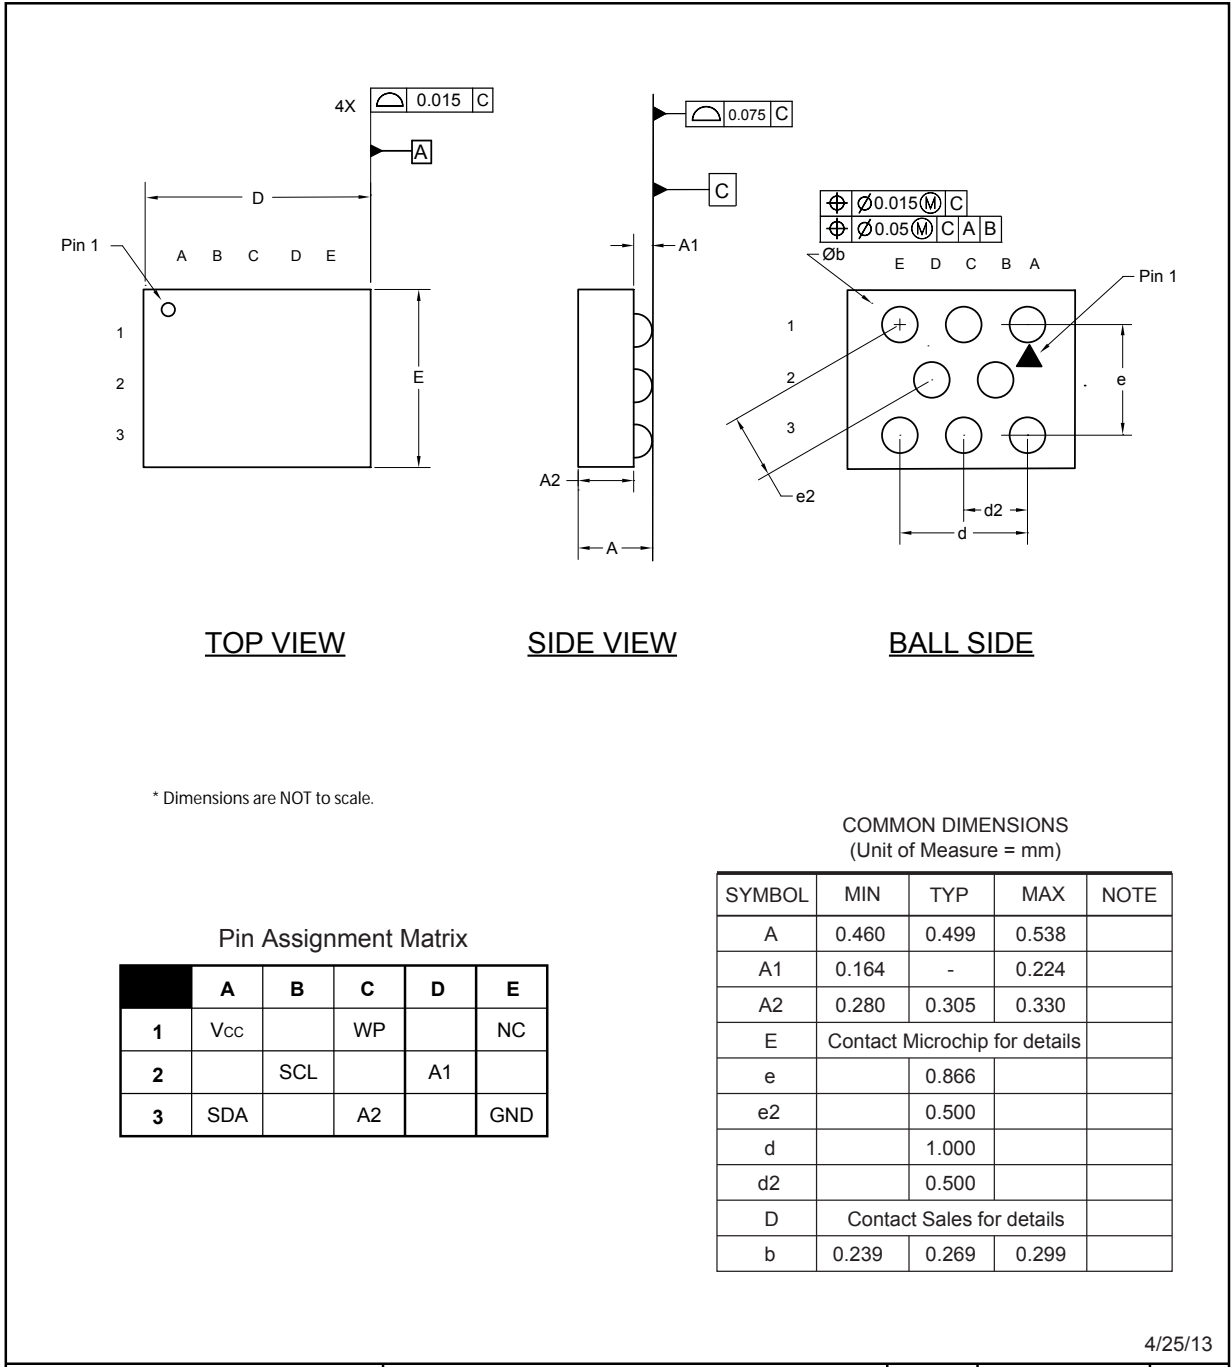 4X 0.015 C
A
D
Pin 1
A B C D E
1
2
3
E
TOP VIEW
0.075 C
C
A1
A2
A
SIDE VIEW
Ø0.015 Ⓜ C
Ø0.05 Ⓜ C A B
Øb
E D C B A
Pin 1
1
2
3
e
e2
d2
d
BALL SIDE
* Dimensions are NOT to scale.
Pin Assignment Matrix
A B C D E
1 Vcc WP NC
2 SCL A1
3 SDA A2 GND
COMMON DIMENSIONS
(Unit of Measure = mm)
SYMBOL MIN TYP MAX NOTE
A 0.460 0.499 0.538
A1 0.164 - 0.224
A2 0.280 0.305 0.330
E Contact Microchip for details
e 0.866
e2 0.500
d 1.000
d2 0.500
D Contact Sales for details
b 0.239 0.269 0.299
4/25/13